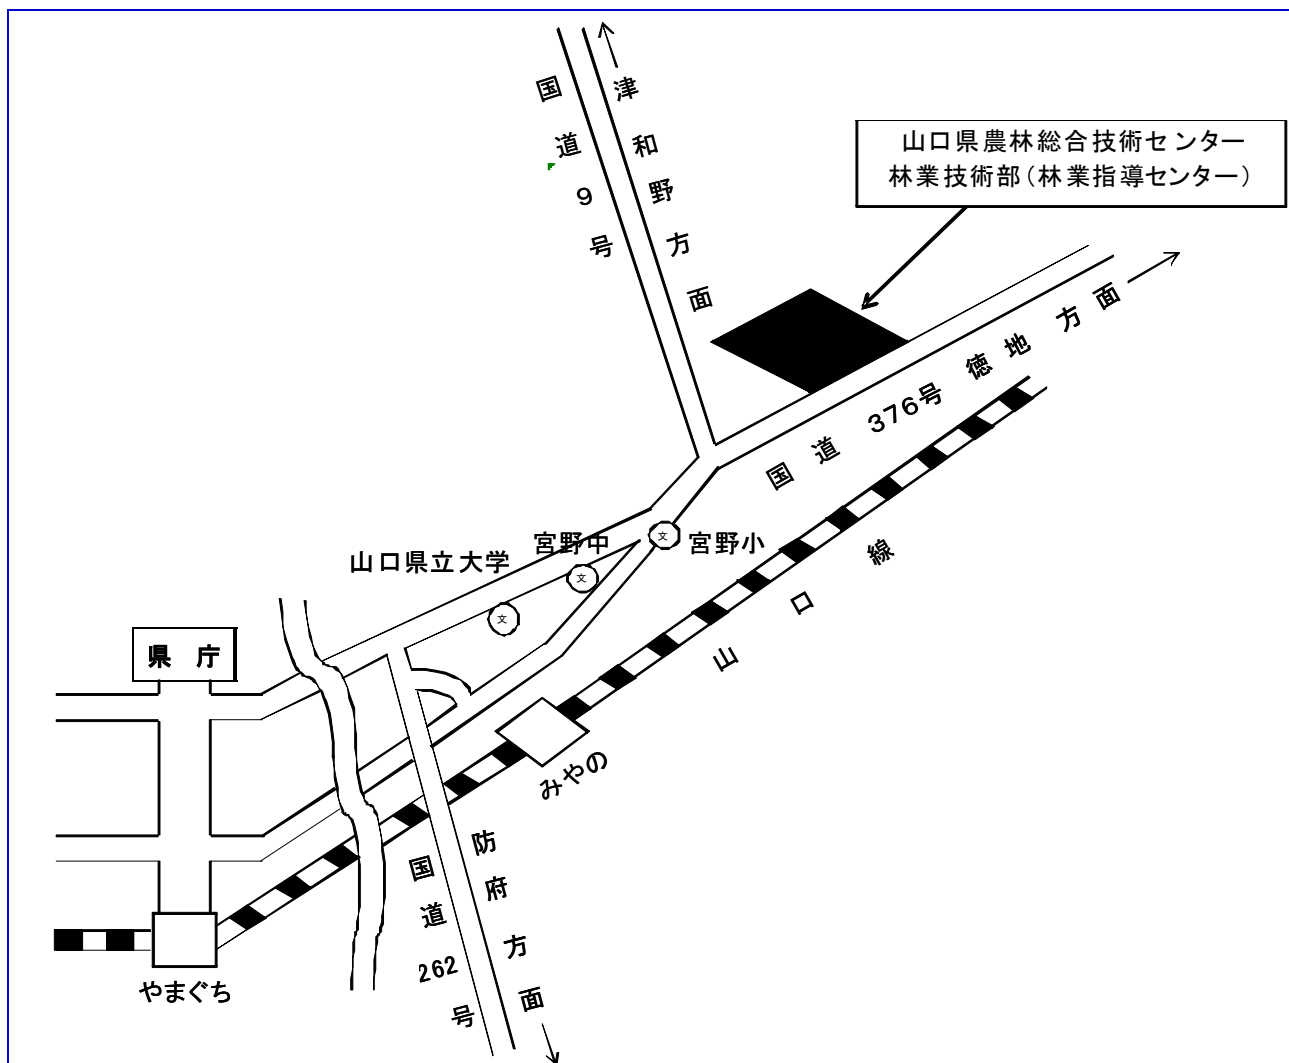 国道9号
津和野方面
山口県農林総合技術センター
林業技術部(林業指導センター)
国道 376号 徳地 方面
宮野中
文
宮野小
山口県立大学
文
文
山口線
県 庁
みやの
国道262号
防府方面
やまぐち